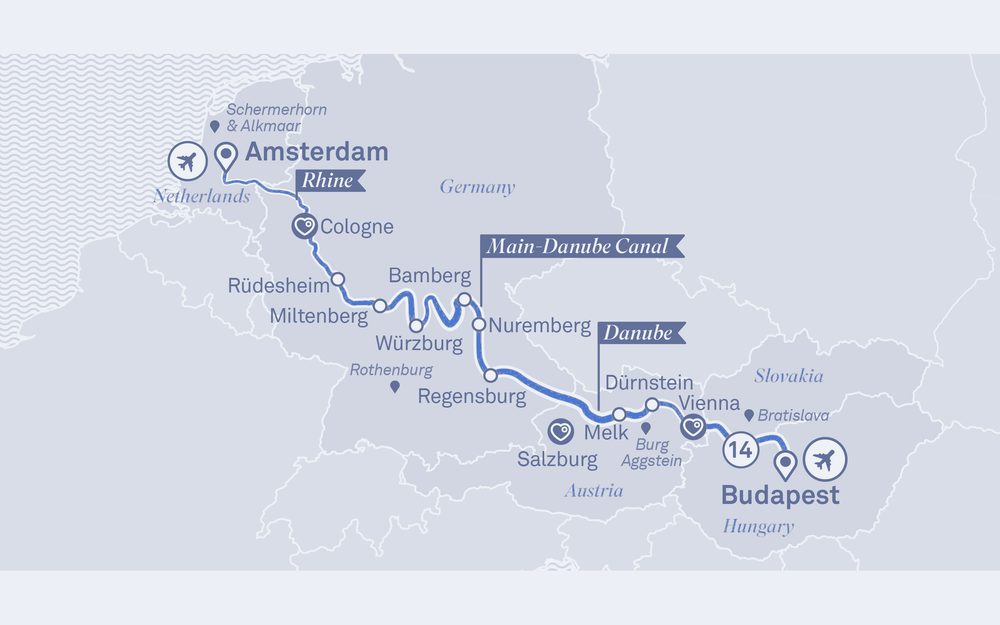 Schermerhorn
& Alkmaar
Amsterdam
Rhine
Netherlands
Germany
Cologne
Main-Danube Canal
Bamberg
Rüdesheim
Miltenberg
Nuremberg
Danube
Würzburg
Rothenburg
Slovakia
Regensburg
Dürnstein
Vienna
Bratislava
Melk
Burg
Aggstein
14
Salzburg
Austria
Budapest
Hungary